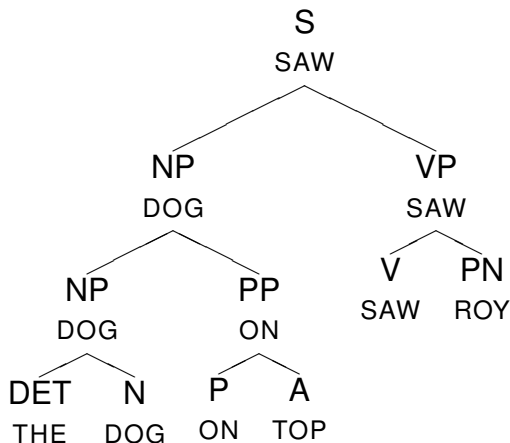 S
SAW
NP VP
DOG SAW
NP PP V PN
DOG ON SAW ROY
DET N P A
THE DOG ON TOP